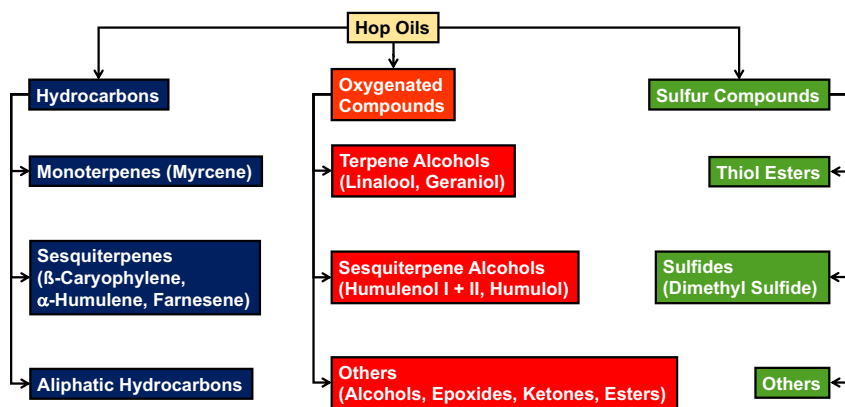 Hop Oils
Hydrocarbons
Oxygenated
Compounds
Sulfur Compounds
Monoterpenes (Myrcene)
Terpene Alcohols
(Linalool, Geraniol)
Thiol Esters
Sesquiterpenes
(ß-Caryophylene,
α-Humulene, Farnesene)
Sesquiterpene Alcohols
(Humulenol I + II, Humulol)
Sulfides
(Dimethyl Sulfide)
Aliphatic Hydrocarbons
Others
(Alcohols, Epoxides, Ketones, Esters)
Others